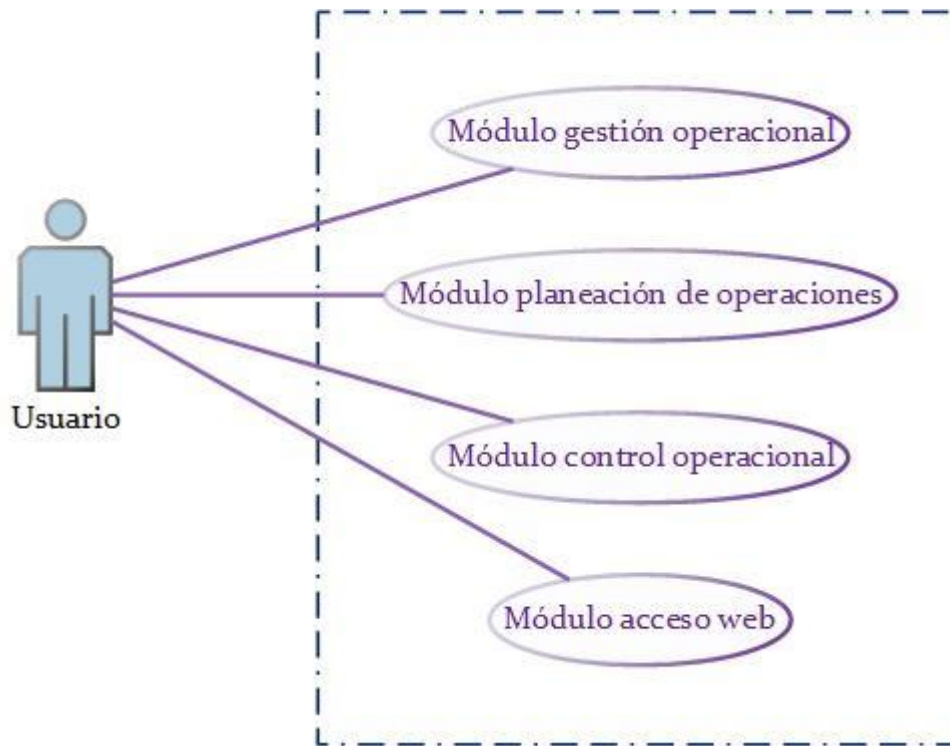 Módulo gestión operacional
Módulo planeación de operaciones
Usuario
Módulo control operacional
Módulo acceso web